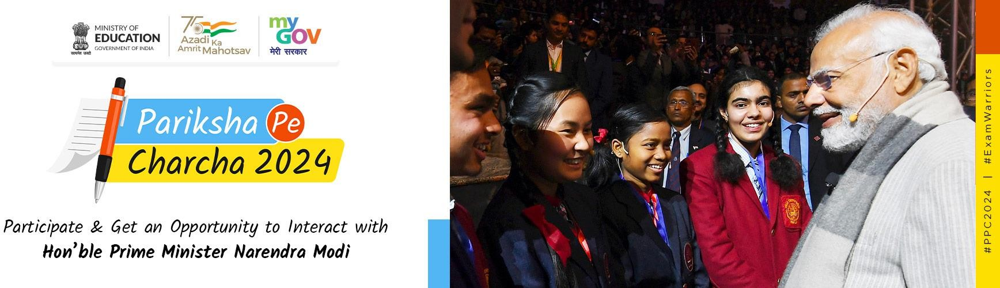 MINISTRY OF
EDUCATION
GOVERNMENT OF INDIA
सत्यमेव जयते
75
Azadi Ka
Amrit Mahotsav
my
GOV
मेरी सरकार
Pariksha Pe
Charcha 2024
Participate & Get an Opportunity to Interact with
Hon’ble Prime Minister Narendra Modi
#PPC2024 | #ExamWarriors